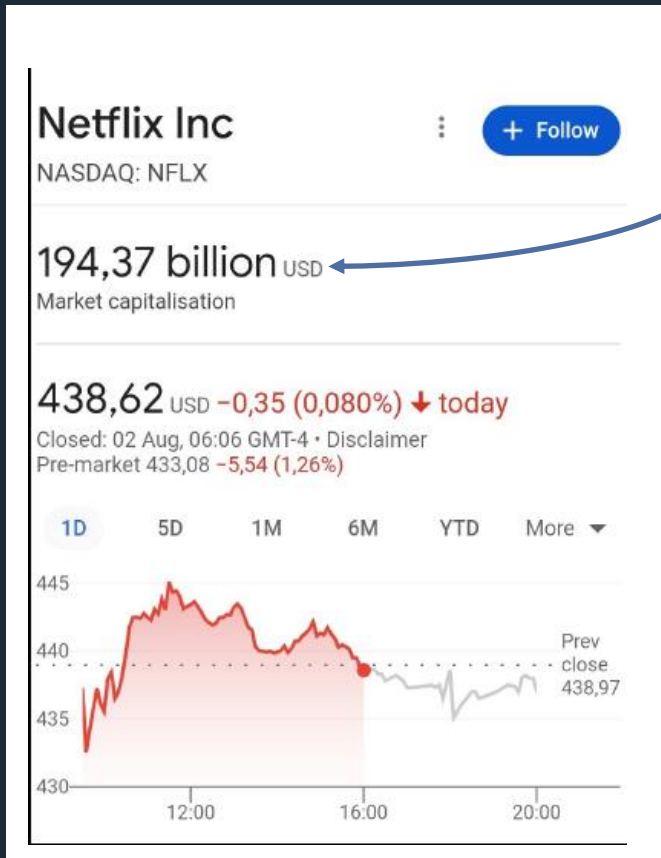 Netflix Inc
+ Follow
NASDAQ: NFLX
194,37 billion USD
Market capitalisation
438,62 USD −0,35 (0,080%) ↓ today
Closed: 02 Aug, 06:06 GMT-4 • Disclaimer
Pre-market 433,08 −5,54 (1,26%)
1D 5D 1M 6M YTD More
445
440
435
430
Prev
close
438,97
12:00 16:00 20:00